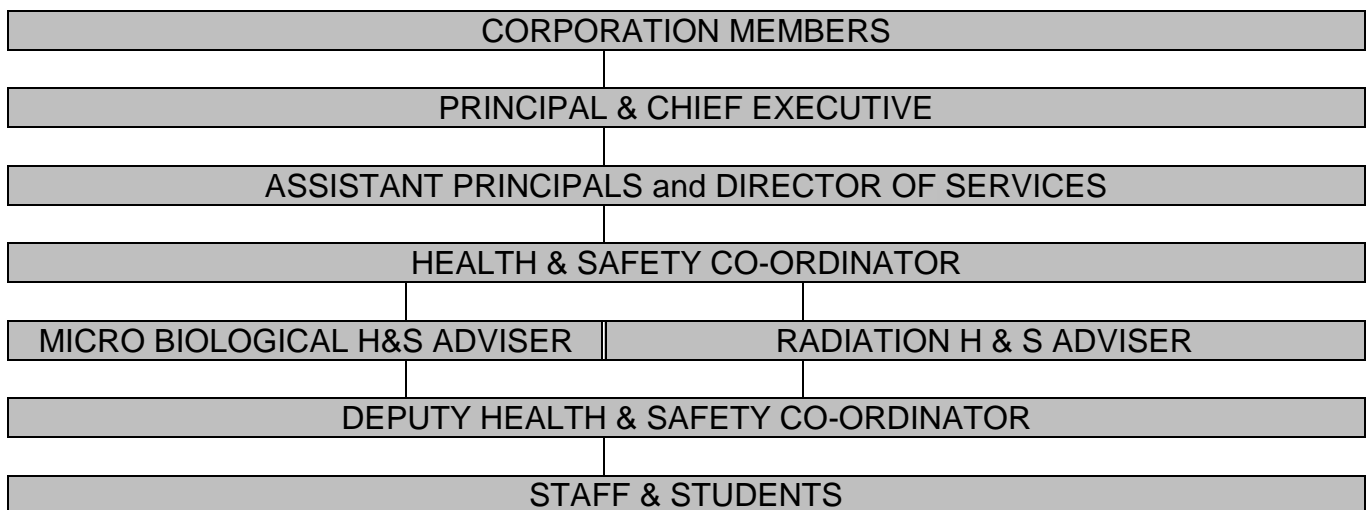 CORPORATION MEMBERS
PRINCIPAL & CHIEF EXECUTIVE
ASSISTANT PRINCIPALS and DIRECTOR OF SERVICES
HEALTH & SAFETY CO-ORDINATOR
MICRO BIOLOGICAL H&S ADVISER
RADIATION H & S ADVISER
DEPUTY HEALTH & SAFETY CO-ORDINATOR
STAFF & STUDENTS